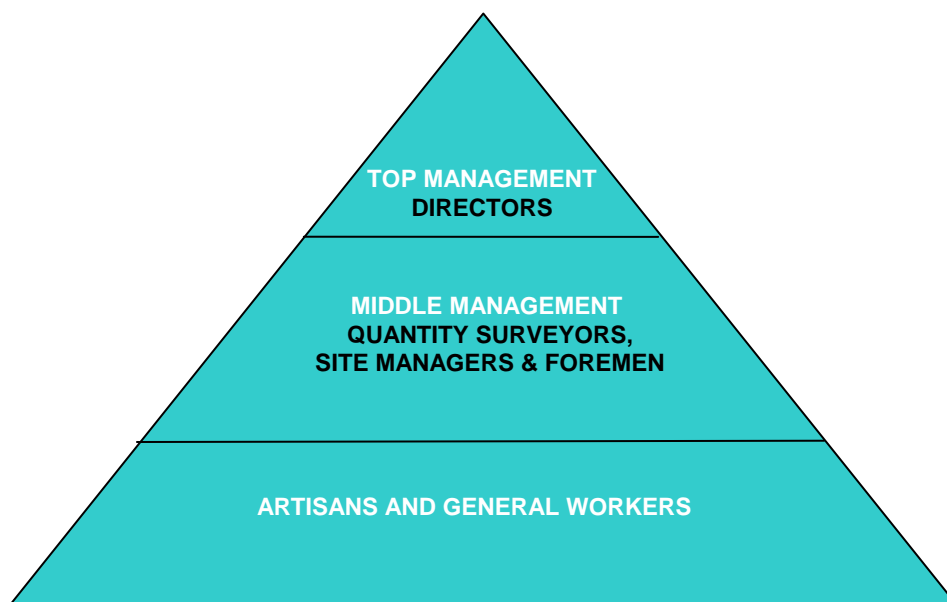 TOP MANAGEMENT
DIRECTORS
MIDDLE MANAGEMENT
QUANTITY SURVEYORS,
SITE MANAGERS & FOREMEN
ARTISANS AND GENERAL WORKERS